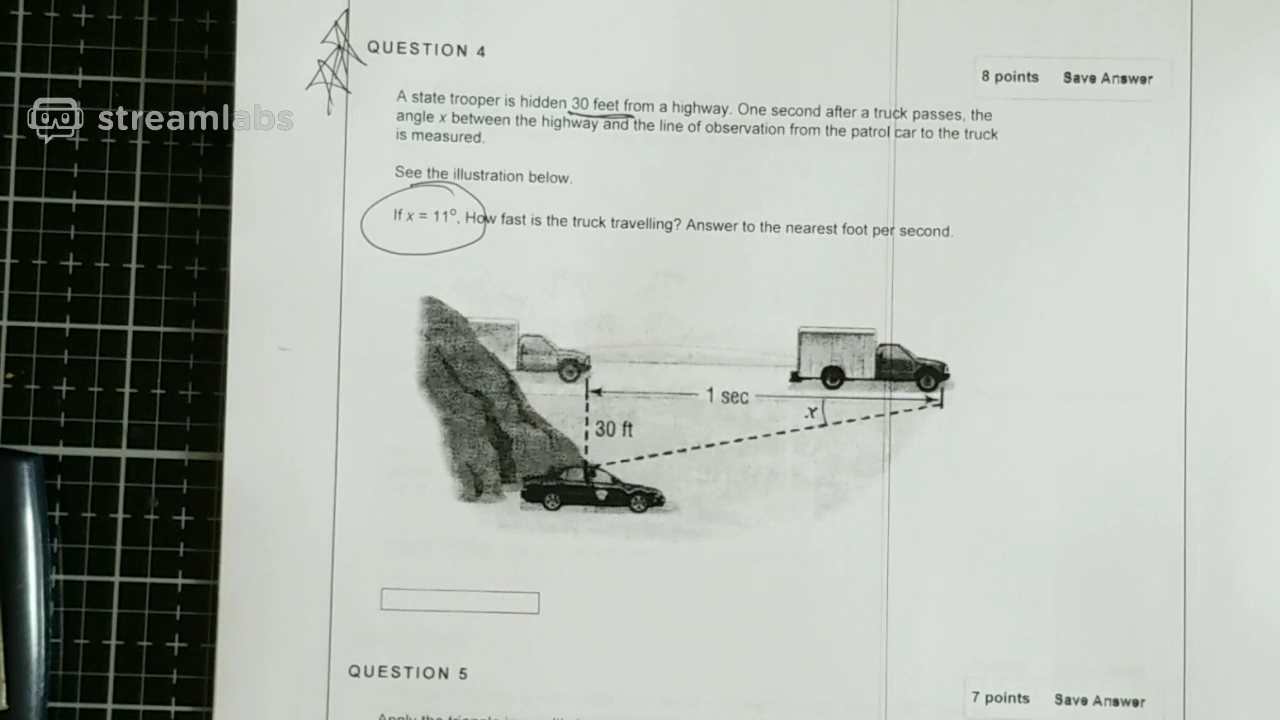 QUESTION 4
8 points Save Answer
streamlabs
A state trooper is hidden 30 feet from a highway. One second after a truck passes, the
angle x between the highway and the line of observation from the patrol car to the truck
is measured.
See the illustration below.
If x = 11°, How fast is the truck travelling? Answer to the nearest foot per second.
1 sec
x
30 ft
QUESTION 5
7 points Save Answer
Apply the